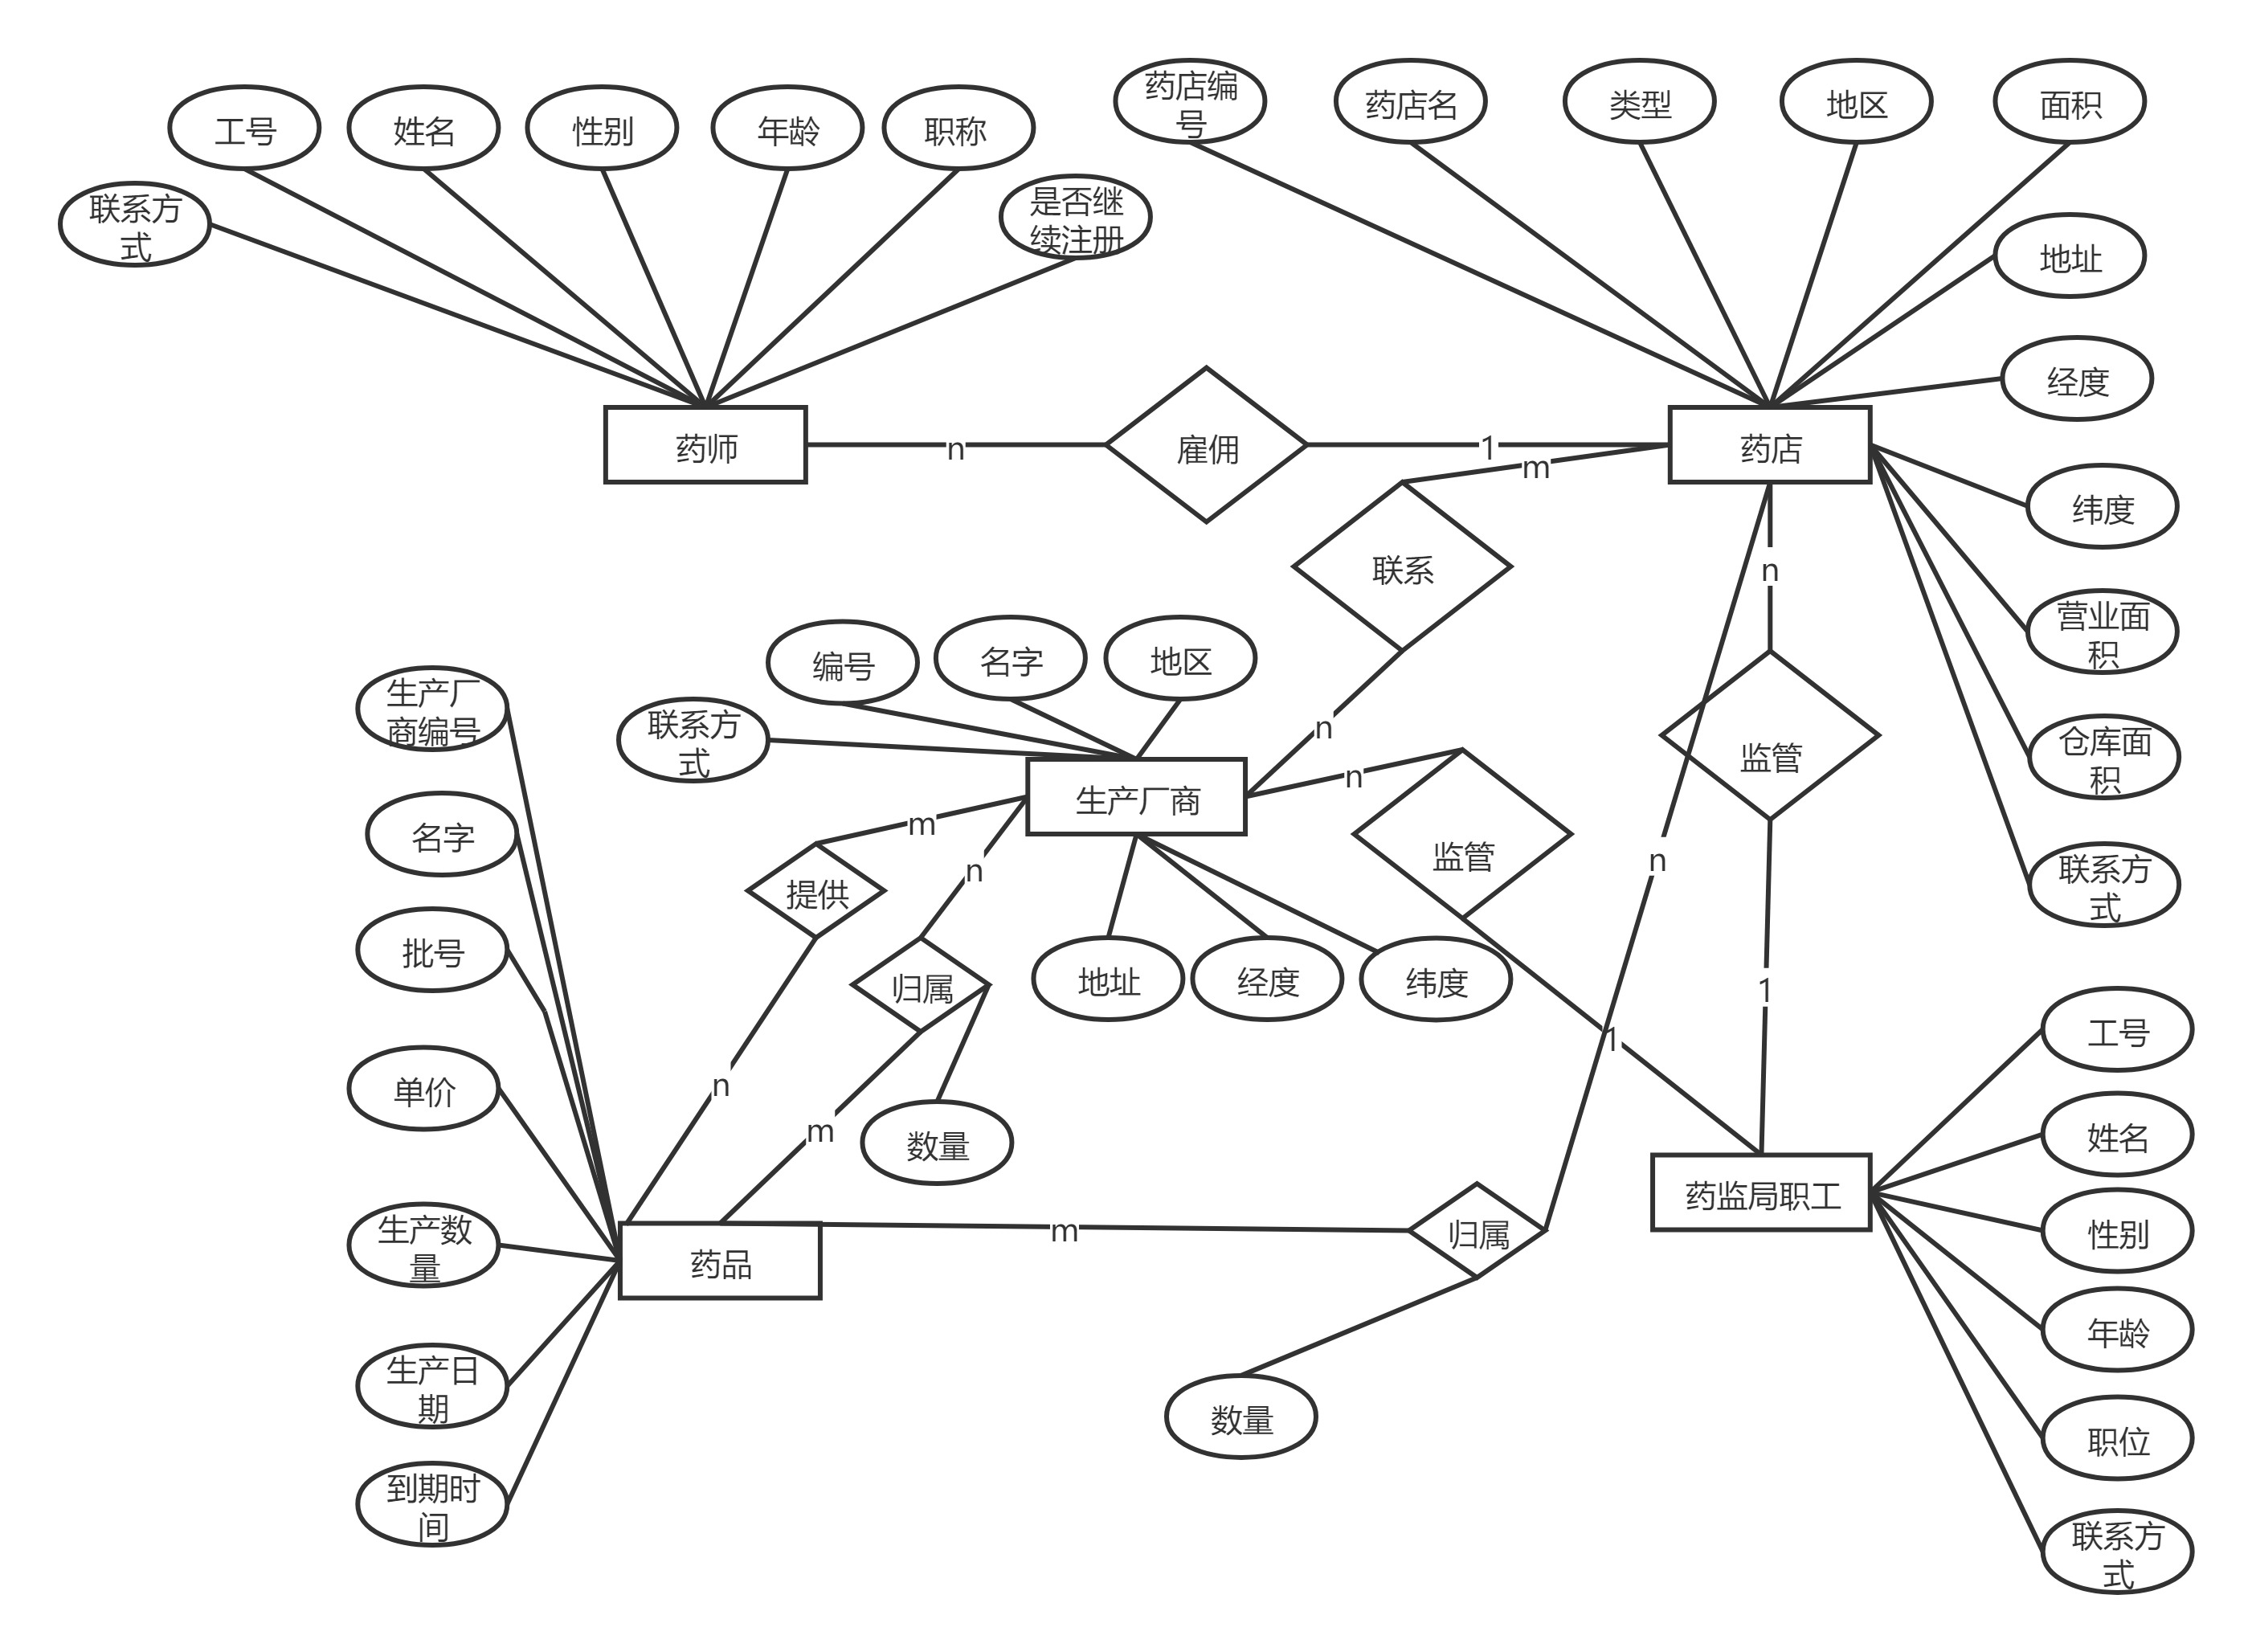 药店编
号
药店名
类型
地区
面积
工号
姓名
性别
年龄
职称
联系方
式
是否继
续注册
地址
经度
药师
n
雇佣
1
m
药店
纬度
联系
n
营业面
积
编号
名字
地区
生产厂
商编号
联系方
式
n
监管
仓库面
积
生产厂商
n
名字
m
n
提供
监管
n
联系方
式
批号
归属
地址
经度
纬度
1
工号
1
单价
n
m
数量
姓名
药监局职工
生产数
量
药品
m
归属
性别
年龄
生产日
期
数量
职位
到期时
间
联系方
式